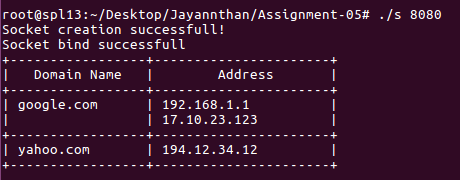 root@spl13:~/Desktop/Jayannthan/Assignment-05# ./s 8080
Socket creation successfull!
Socket bind successfull
+-----------------+----------------------+
|   Domain Name   |        Address       |
+-----------------+----------------------+
| google.com      | 192.168.1.1          |
|                 | 17.10.23.123         |
+-----------------+----------------------+
| yahoo.com       | 194.12.34.12         |
+-----------------+----------------------+